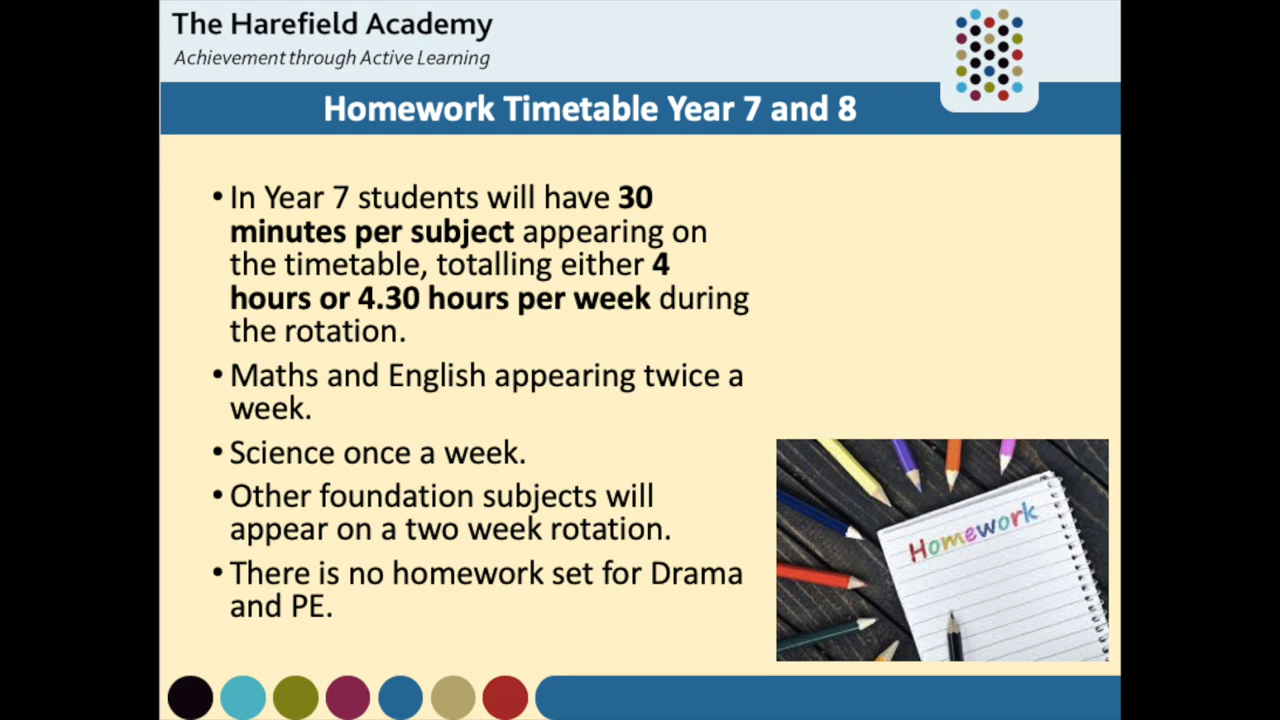 The Harefield Academy
Achievement through Active Learning
Homework Timetable Year 7 and 8
• In Year 7 students will have 30
minutes per subject appearing on
the timetable, totalling either 4
hours or 4.30 hours per week during
the rotation.
• Maths and English appearing twice a
week.
• Science once a week.
• Other foundation subjects will
appear on a two week rotation.
• There is no homework set for Drama
and PE.
Homework